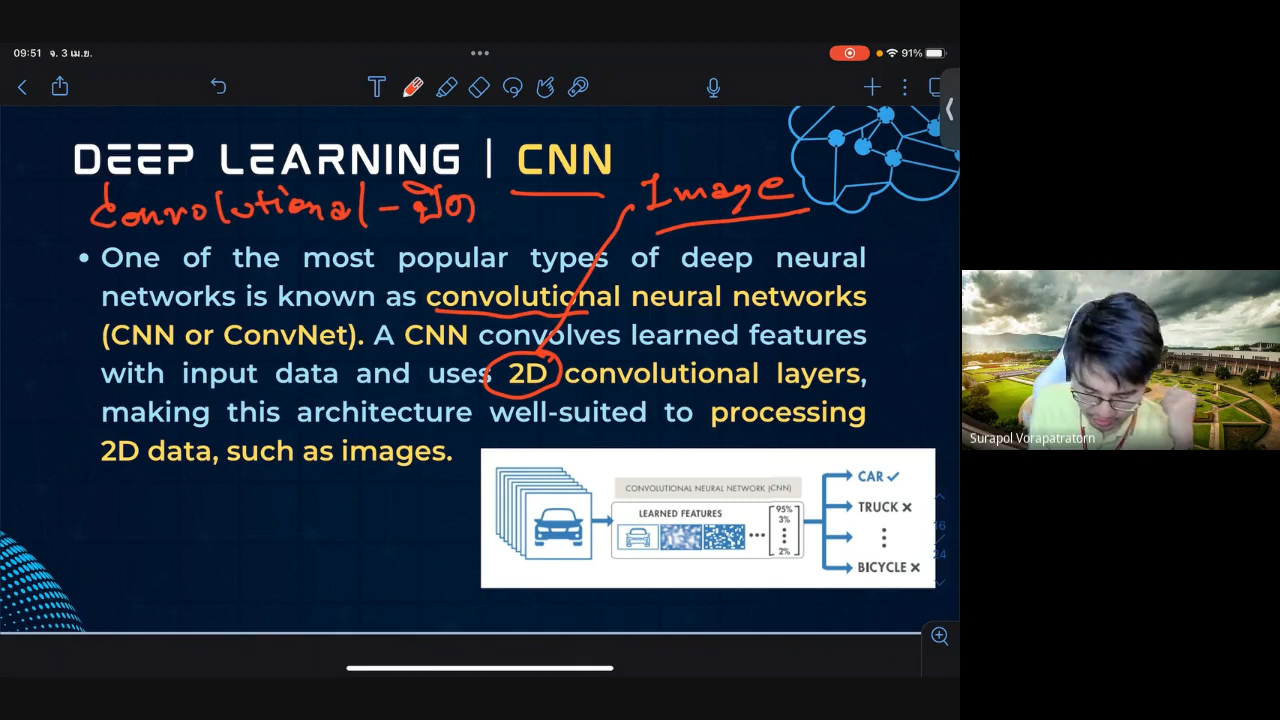 09:51 จ. 3 เม.ย.
91%
DEEP LEARNING | CNN
Convolutional -
Image
• One of the most popular types of deep neural
networks is known as convolutional neural networks
(CNN or ConvNet). A CNN convolves learned features
with input data and uses 2D convolutional layers,
making this architecture well-suited to processing
2D data, such as images.
CONVOLUTIONAL NEURAL NETWORK (CNN)
LEARNED FEATURES
95%
3%
2%
CAR ✓
TRUCK ✕
BICYCLE ✕
Surapol Vorapatratorn